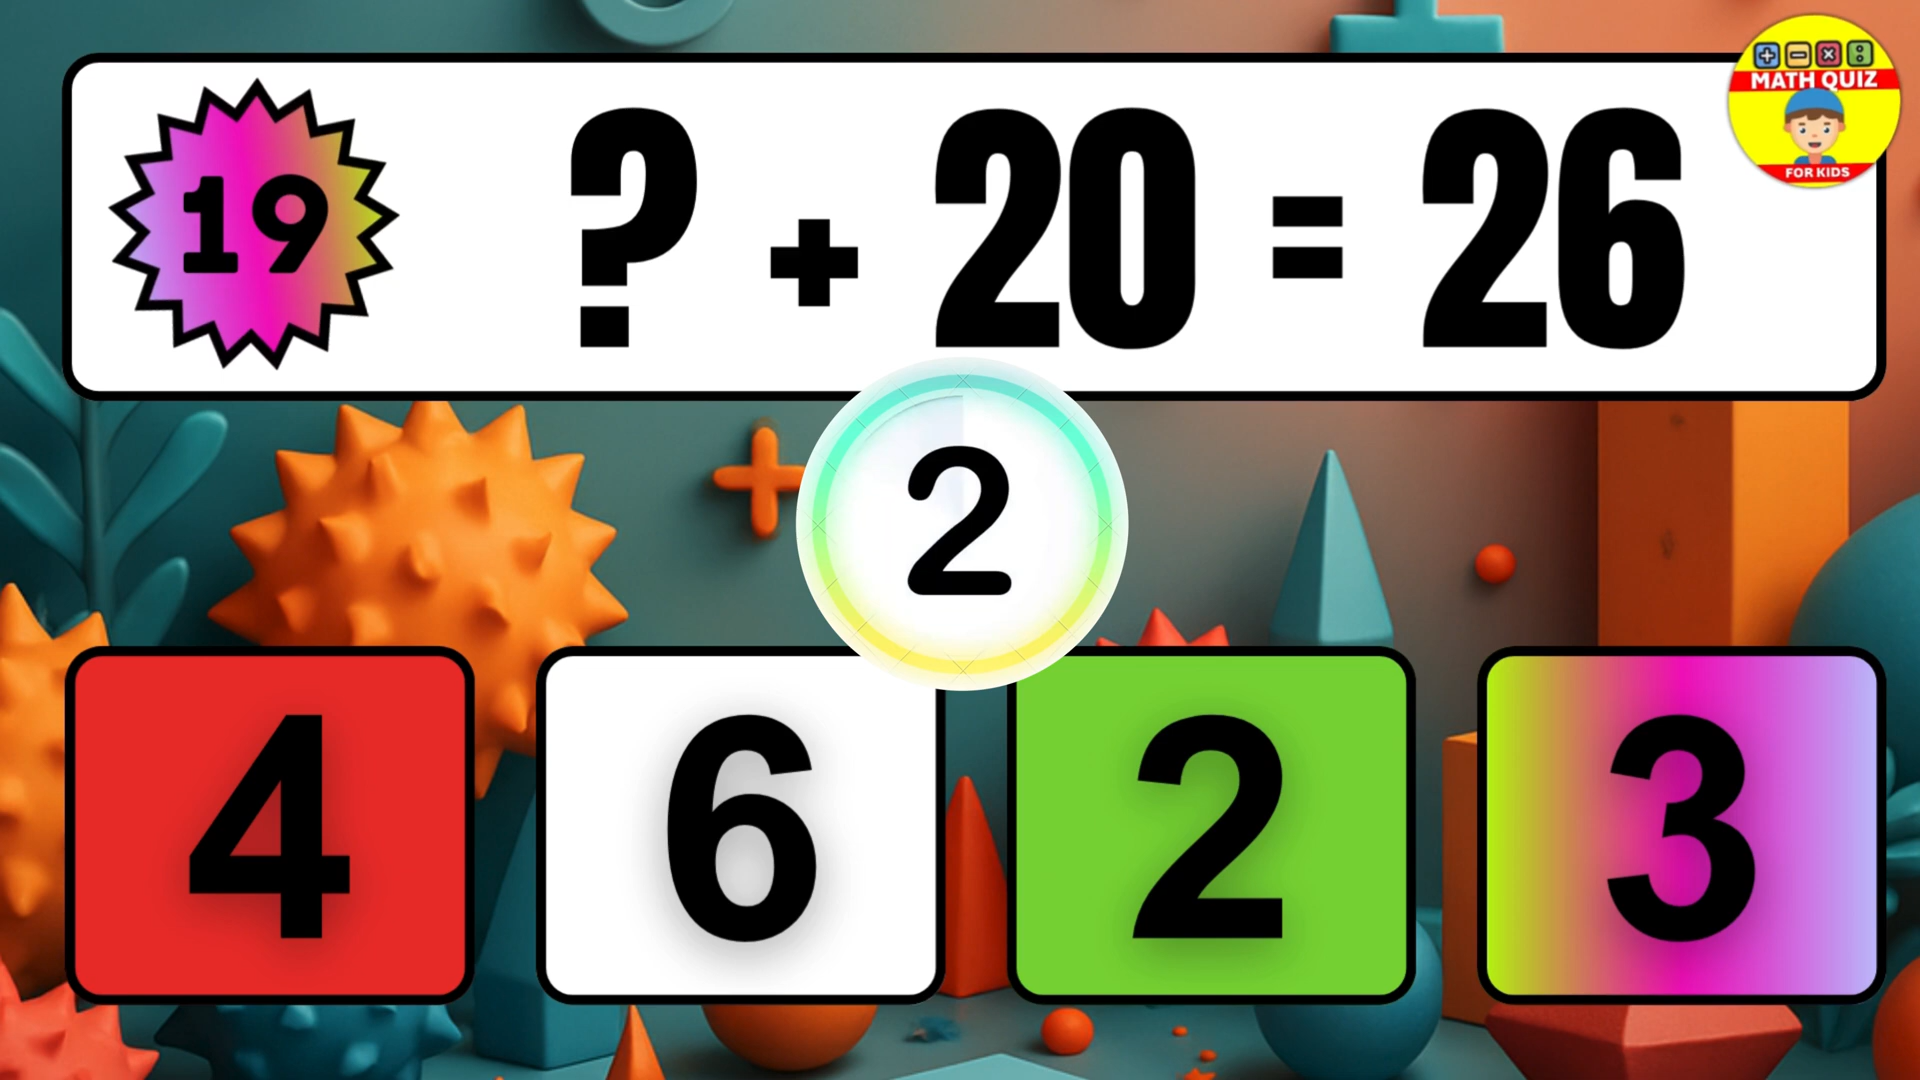 19
? + 20 = 26
+ − × :
MATH QUIZ
FOR KIDS
2
4 6 2 3